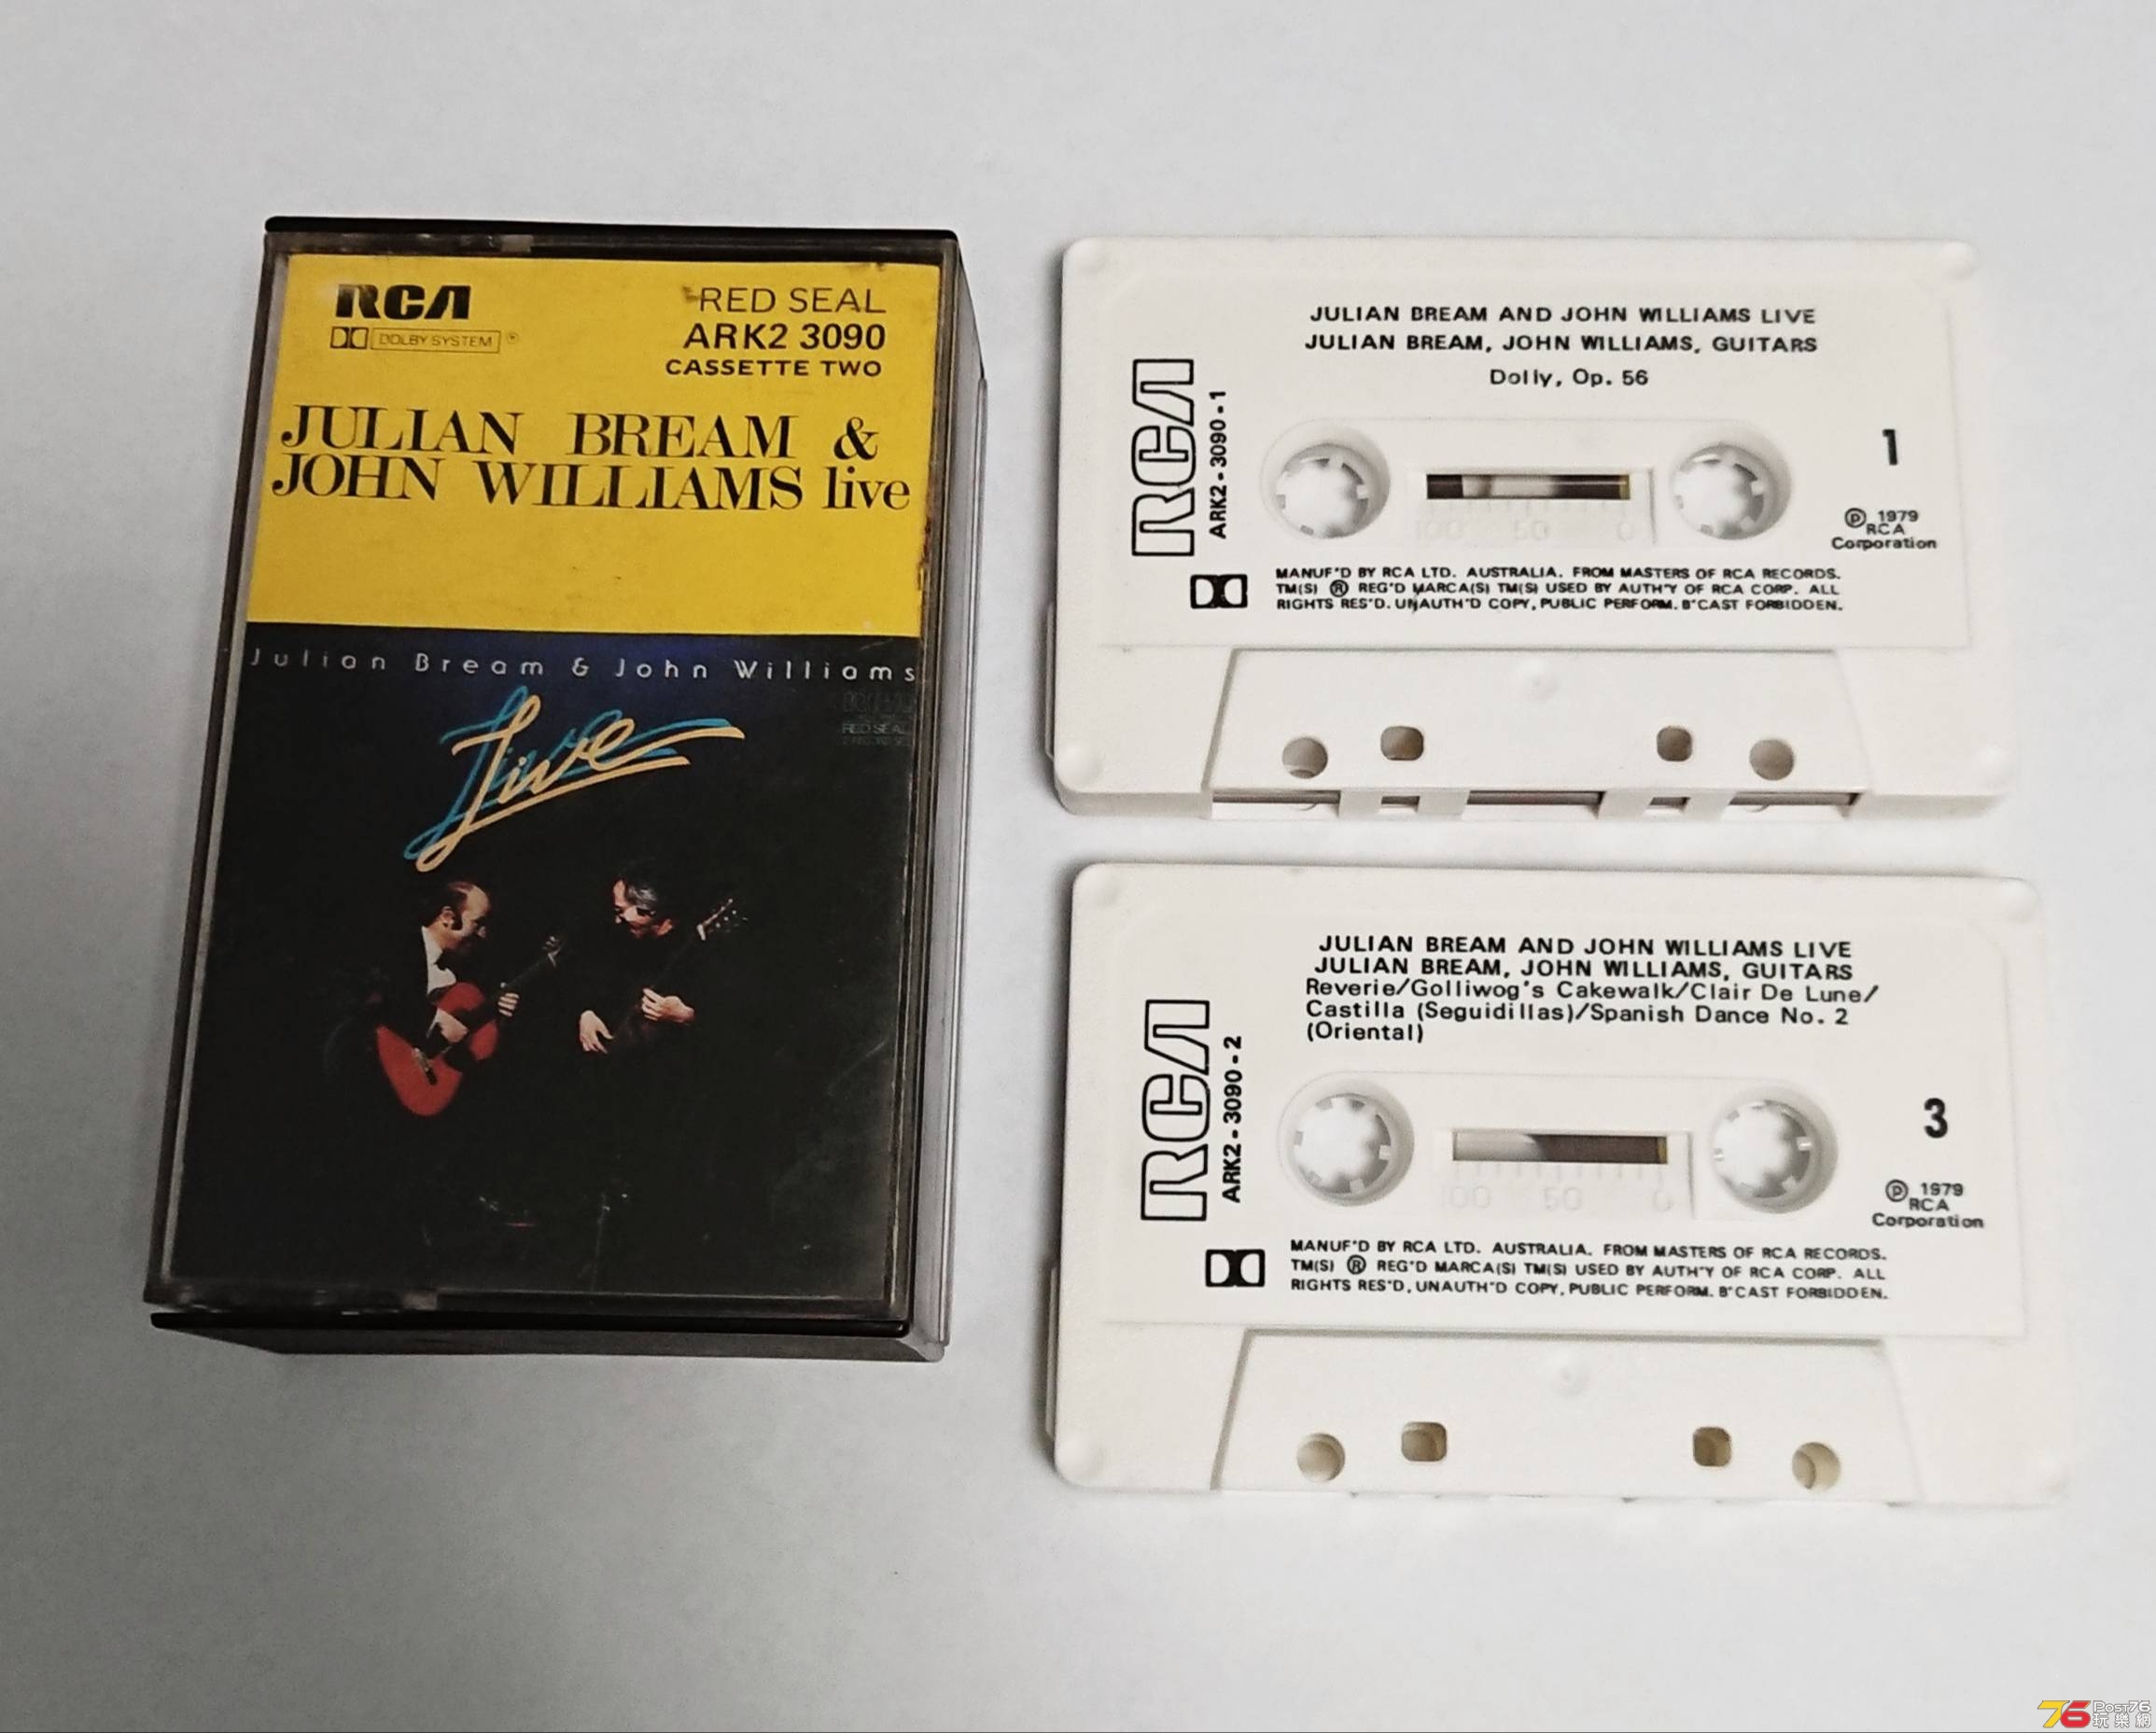 RCA
DOLBY SYSTEM ®
RED SEAL
ARK2 3090
CASSETTE TWO
JULIAN BREAM &
JOHN WILLIAMS live
Julian Bream & John Williams
Live
RED SEAL
RCA
ARK2-3090-1
JULIAN BREAM AND JOHN WILLIAMS LIVE
JULIAN BREAM, JOHN WILLIAMS, GUITARS
Dolly, Op. 56
1
100 50 0
Ⓟ 1979
RCA
Corporation
MANUF'D BY RCA LTD. AUSTRALIA. FROM MASTERS OF RCA RECORDS.
TM(S) ® REG'D MARCA(S) TM(S) USED BY AUTH'Y OF RCA CORP. ALL
RIGHTS RES'D. UNAUTH'D COPY, PUBLIC PERFORM. B'CAST FORBIDDEN.
RCA
ARK2-3090-2
JULIAN BREAM AND JOHN WILLIAMS LIVE
JULIAN BREAM, JOHN WILLIAMS, GUITARS
Reverie/Golliwog's Cakewalk/Clair De Lune/
Castilla (Seguidillas)/Spanish Dance No. 2
(Oriental)
3
100 50 0
Ⓟ 1979
RCA
Corporation
MANUF'D BY RCA LTD. AUSTRALIA. FROM MASTERS OF RCA RECORDS.
TM(S) ® REG'D MARCA(S) TM(S) USED BY AUTH'Y OF RCA CORP. ALL
RIGHTS RES'D, UNAUTH'D COPY, PUBLIC PERFORM. B'CAST FORBIDDEN.
76 Post76
玩樂網